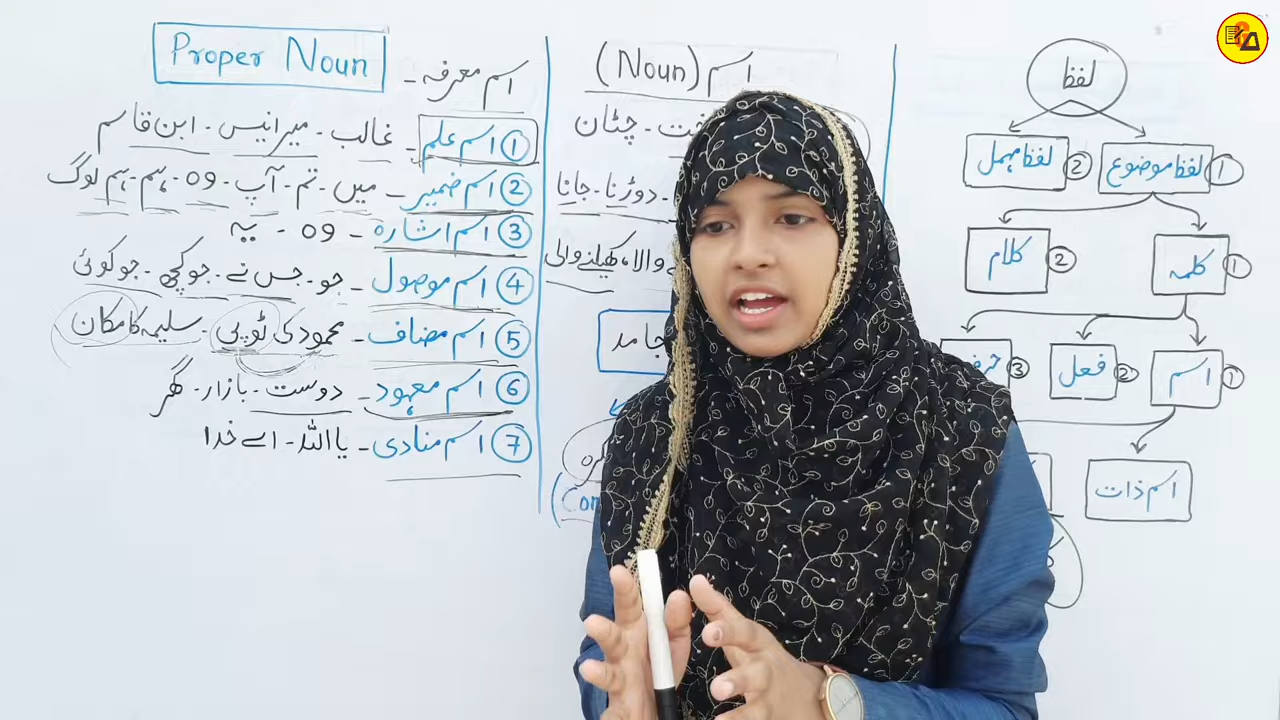 Proper Noun
اسم معرفہ -
① اسم علم - غالب - میر انیس - ابن قاسم
② اسم ضمیر - میں - تم - آپ - وہ - ہم - ہم لوگ
③ اسم اشارہ - وہ - یہ
④ اسم موصول - جو - جس نے - جو کچھ - جو کوئی
⑤ اسم مضاف - محمود کی ٹوپی - سلیمہ کا مکان
⑥ اسم معہود - دوست - بازار - گھر
⑦ اسم منادی - یا اللہ - اے خدا
اسم (Noun)
چٹان
دوڑنا - جانا
والا، کھیلنے والی
جامد
لفظ
① لفظ موضوع ② لفظ مہمل
① کلمہ ② کلام
① اسم ② فعل ③
اسم ذات